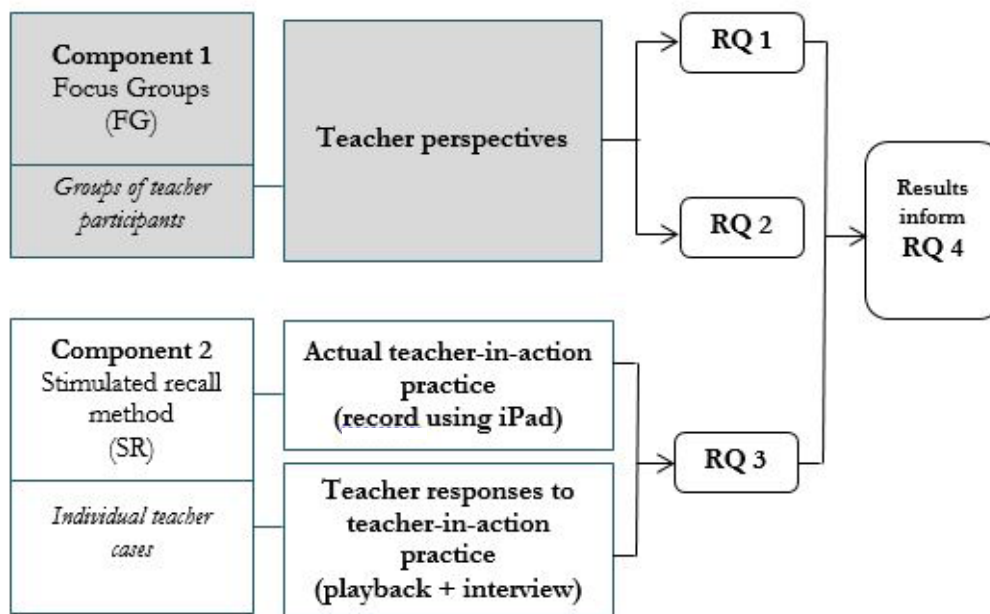 Component 1
Focus Groups
(FG)
Groups of teacher
participants
Teacher perspectives
RQ 1
RQ 2
Results
inform
RQ 4
Component 2
Stimulated recall
method
(SR)
Individual teacher
cases
Actual teacher-in-action
practice
(record using iPad)
Teacher responses to
teacher-in-action
practice
(playback + interview)
RQ 3